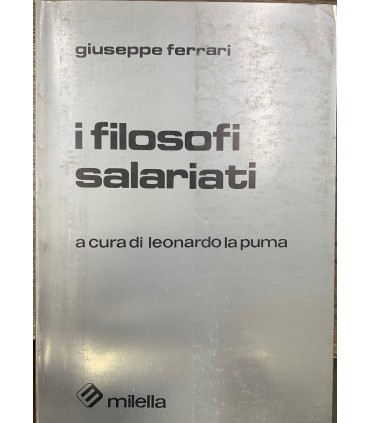 giuseppe ferrari
i filosofi
salariati
a cura di leonardo la puma
milella